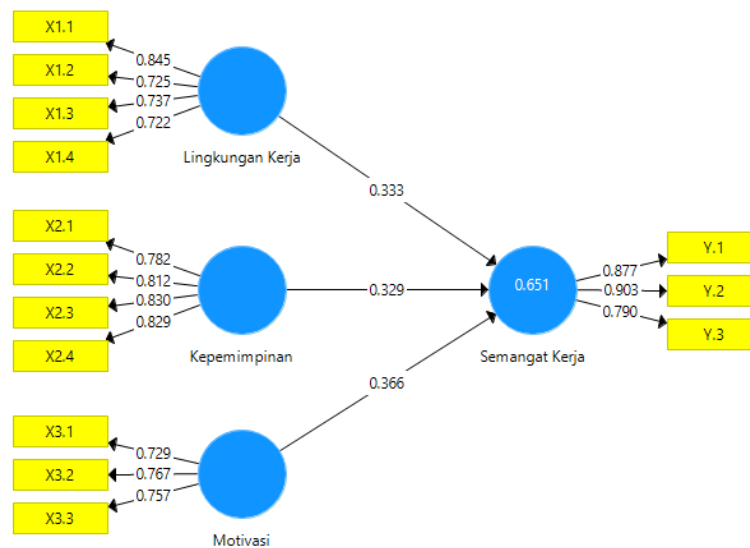 X1.1
0.845
X1.2
0.725
X1.3
0.737
X1.4
0.722
Lingkungan Kerja
0.333
X2.1
0.782
X2.2
0.812
X2.3
0.830
X2.4
0.829
Kepemimpinan
0.329
X3.1
0.729
X3.2
0.767
X3.3
0.757
Motivasi
0.366
0.651
Semangat Kerja
Y.1
0.877
Y.2
0.903
Y.3
0.790